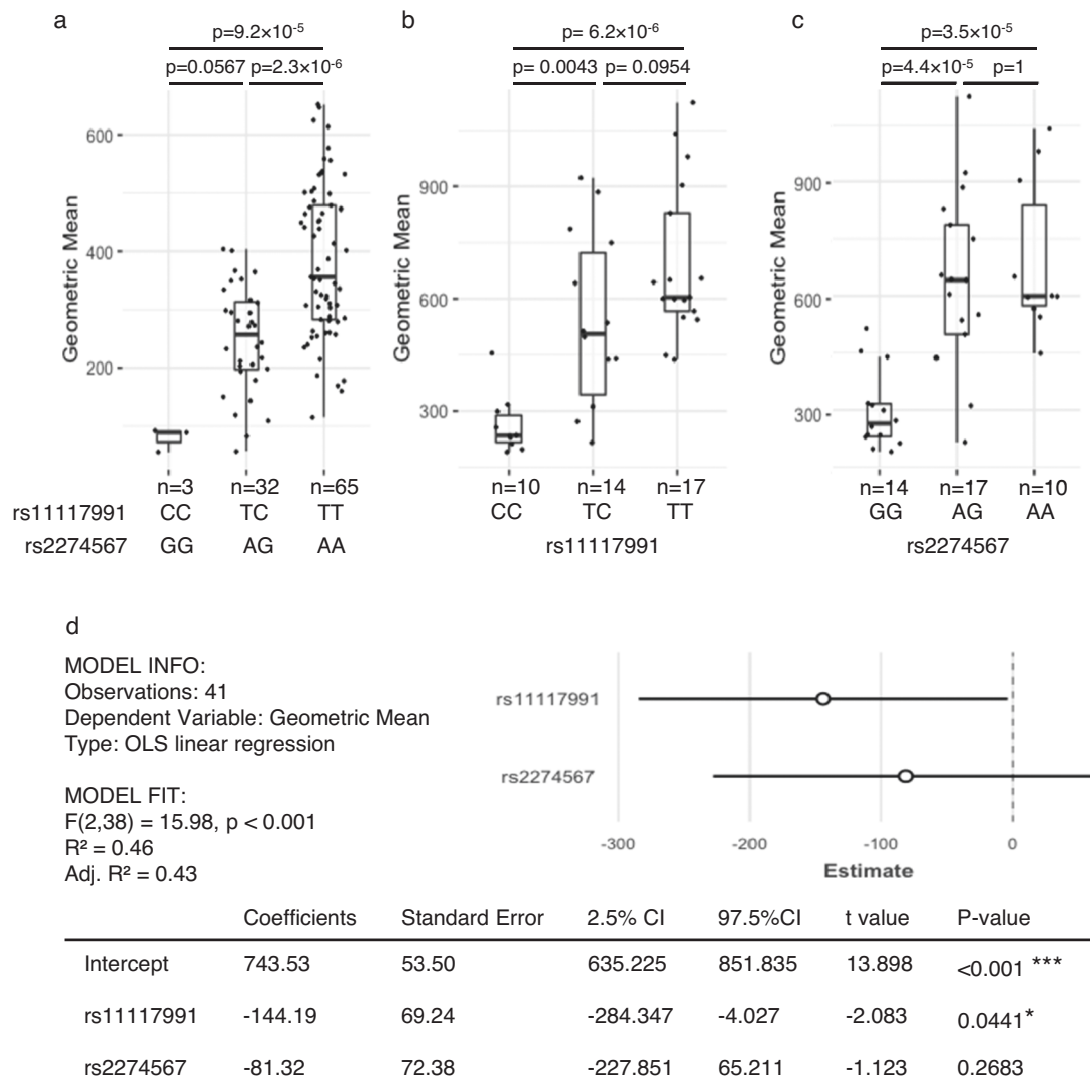 a
p=9.2×10-5
p=0.0567 p=2.3×10-6
Geometric Mean
600
400
200
n=3 n=32 n=65
rs11117991 CC TC TT
rs2274567 GG AG AA
b
p= 6.2×10-6
p= 0.0043 p= 0.0954
Geometric Mean
900
600
300
n=10 n=14 n=17
CC TC TT
rs11117991
c
p=3.5×10-5
p=4.4×10-5 p=1
Geometric Mean
900
600
300
n=14 n=17 n=10
GG AG AA
rs2274567
d
MODEL INFO:
Observations: 41
Dependent Variable: Geometric Mean
Type: OLS linear regression
MODEL FIT:
F(2,38) = 15.98, p < 0.001
R² = 0.46
Adj. R² = 0.43
rs11117991
rs2274567
-300 -200 -100 0
Estimate
Coefficients Standard Error 2.5% CI 97.5%CI t value P-value
Intercept 743.53 53.50 635.225 851.835 13.898 <0.001 ***
rs11117991 -144.19 69.24 -284.347 -4.027 -2.083 0.0441*
rs2274567 -81.32 72.38 -227.851 65.211 -1.123 0.2683